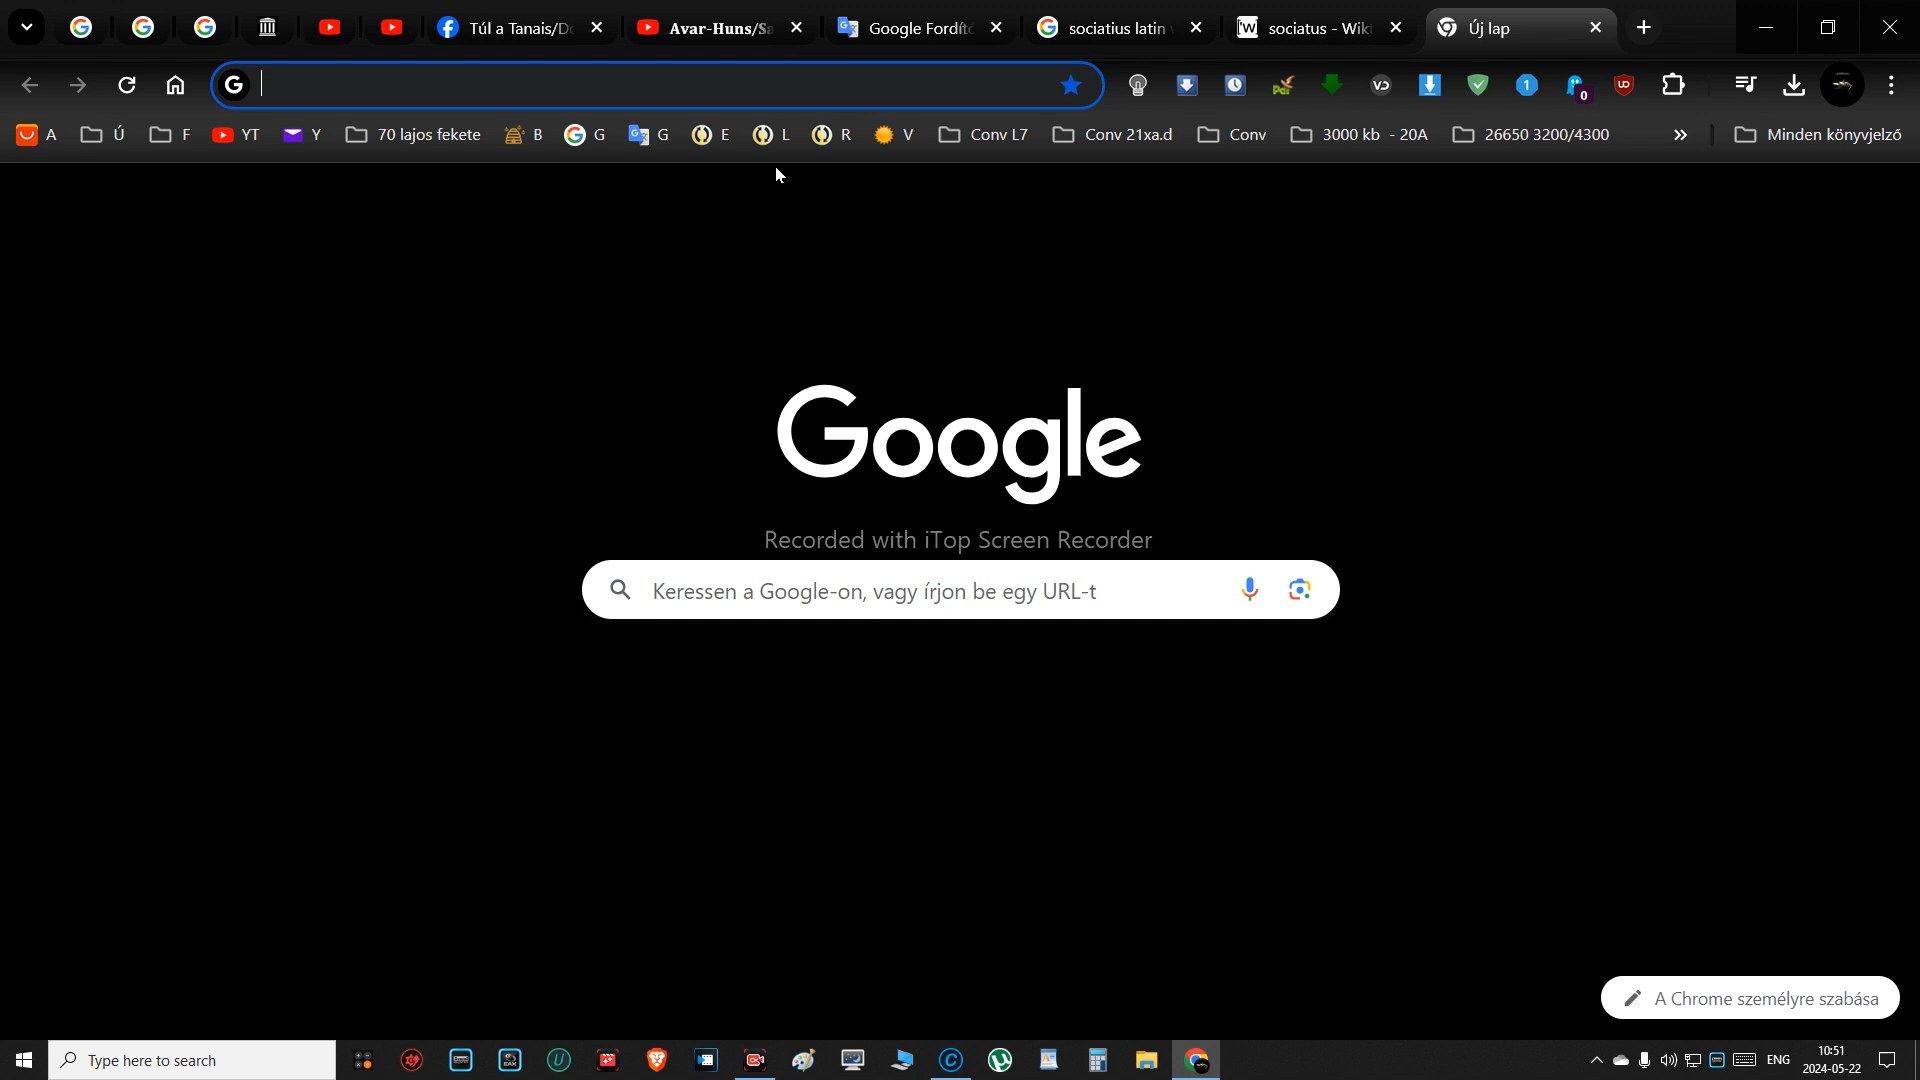 Túl a Tanais/D
Avar-Huns/Sa
Google Fordít
sociatius latin
sociatus - Wikt
Új lap
A
Ú
F
YT
Y
70 lajos fekete
B
G
G
E
L
R
V
Conv L7
Conv 21xa.d
Conv
3000 kb - 20A
26650 3200/4300
Minden könyvjelző
Google
Recorded with iTop Screen Recorder
Keressen a Google-on, vagy írjon be egy URL-t
A Chrome személyre szabása
Type here to search
ENG
10:51
2024-05-22